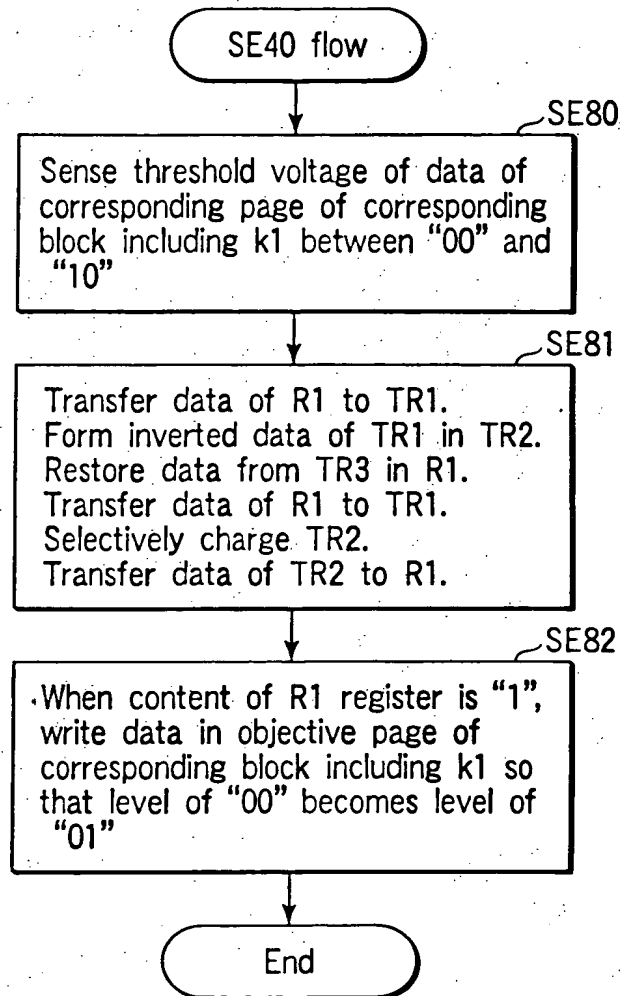 SE40 flow
SE80
Sense threshold voltage of data of
corresponding page of corresponding
block including k1 between “00” and
“10”
SE81
Transfer data of R1 to TR1.
Form inverted data of TR1 in TR2.
Restore data from TR3 in R1.
Transfer data of R1 to TR1.
Selectively charge TR2.
Transfer data of TR2 to R1.
SE82
When content of R1 register is “1”,
write data in objective page of
corresponding block including k1 so
that level of “00” becomes level of
“01”
End